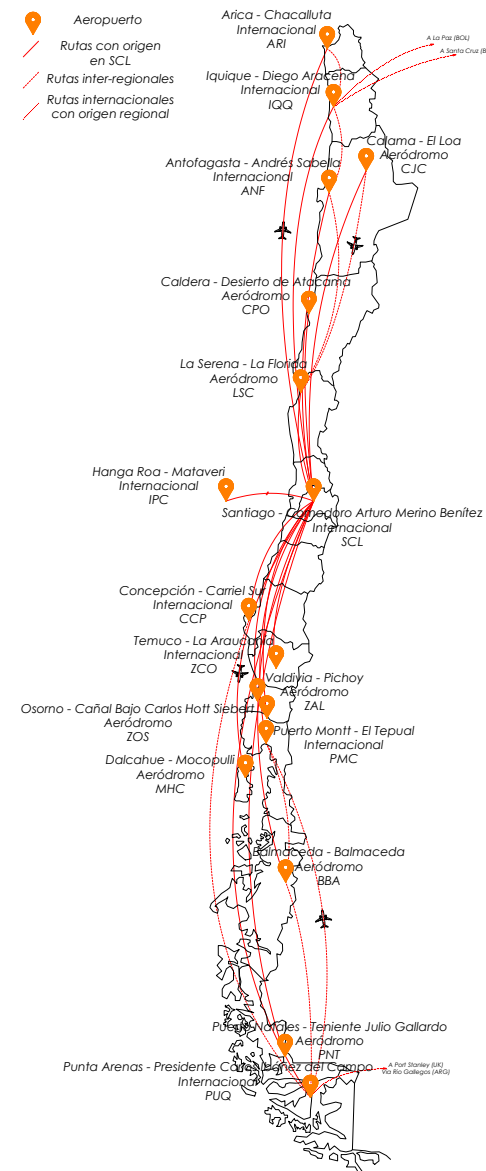 Aeropuerto
Rutas con origen
en SCL
Rutas inter-regionales
Rutas internacionales
con origen regional
Arica - Chacalluta
Internacional
ARI
A La Paz (BOL)
A Santa Cruz (B
Iquique - Diego Aracena
Internacional
IQQ
Calama - El Loa
Aeródromo
CJC
Antofagasta - Andrés Sabella
Internacional
ANF
Caldera - Desierto de Atacama
Aeródromo
CPO
La Serena - La Florida
Aeródromo
LSC
Hanga Roa - Mataveri
Internacional
IPC
Santiago - Comodoro Arturo Merino Benítez
Internacional
SCL
Concepción - Carriel Sur
Internacional
CCP
Temuco - La Araucanía
Internacional
ZCO
Valdivia - Pichoy
Aeródromo
ZAL
Osorno - Cañal Bajo Carlos Hott Siebert
Aeródromo
ZOS
Puerto Montt - El Tepual
Internacional
PMC
Dalcahue - Mocopulli
Aeródromo
MHC
Balmaceda - Balmaceda
Aeródromo
BBA
Puerto Natales - Teniente Julio Gallardo
Aeródromo
PNT
Punta Arenas - Presidente Carlos Ibáñez del Campo
Internacional
PUQ
A Port Stanley (UK)
Vía Río Gallegos (ARG)